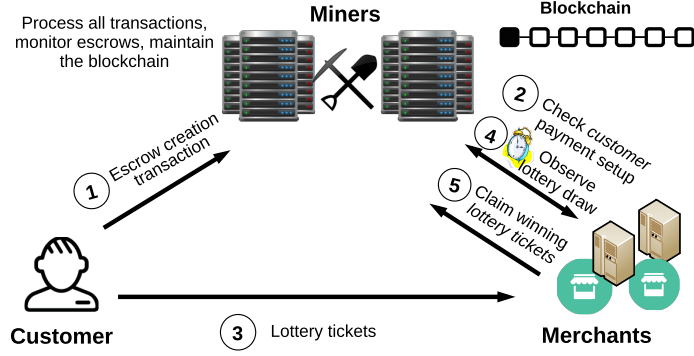 Process all transactions,
monitor escrows, maintain
the blockchain
Miners
Blockchain
1
Escrow creation
transaction
2
Check customer
payment setup
4
Observe
lottery draw
5
Claim winning
lottery tickets
Customer
3
Lottery tickets
Merchants